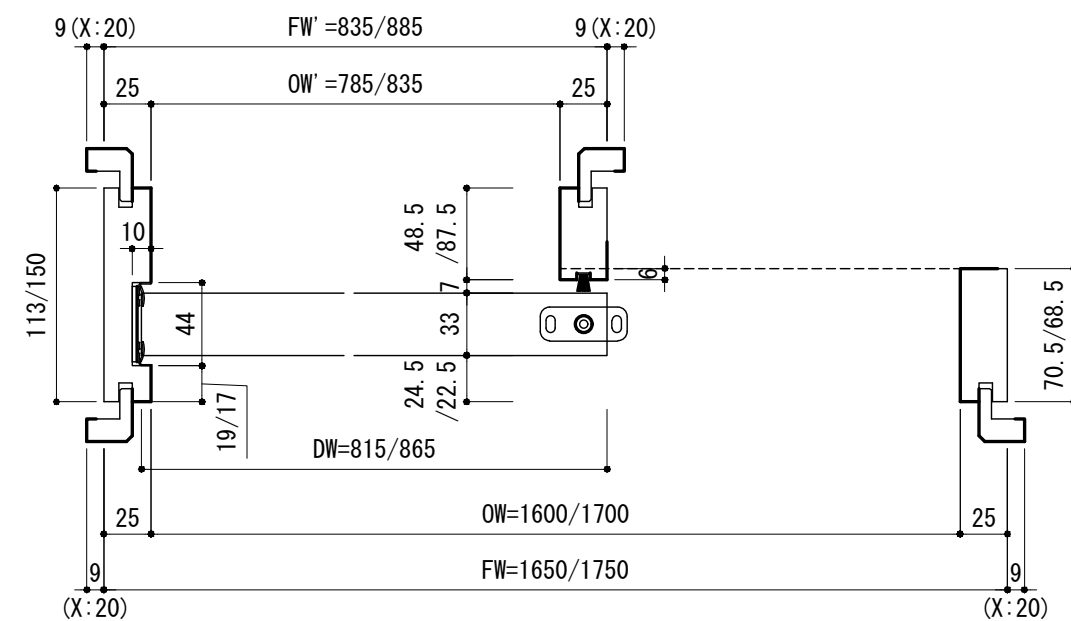 9(X:20)
FW'=835/885
9(X:20)
25
OW'=785/835
25
10
48.5
/87.5
6
7
113/150
44
33
70.5/68.5
24.5
/22.5
19/17
DW=815/865
25
OW=1600/1700
25
9
FW=1650/1750
9
(X:20)
(X:20)